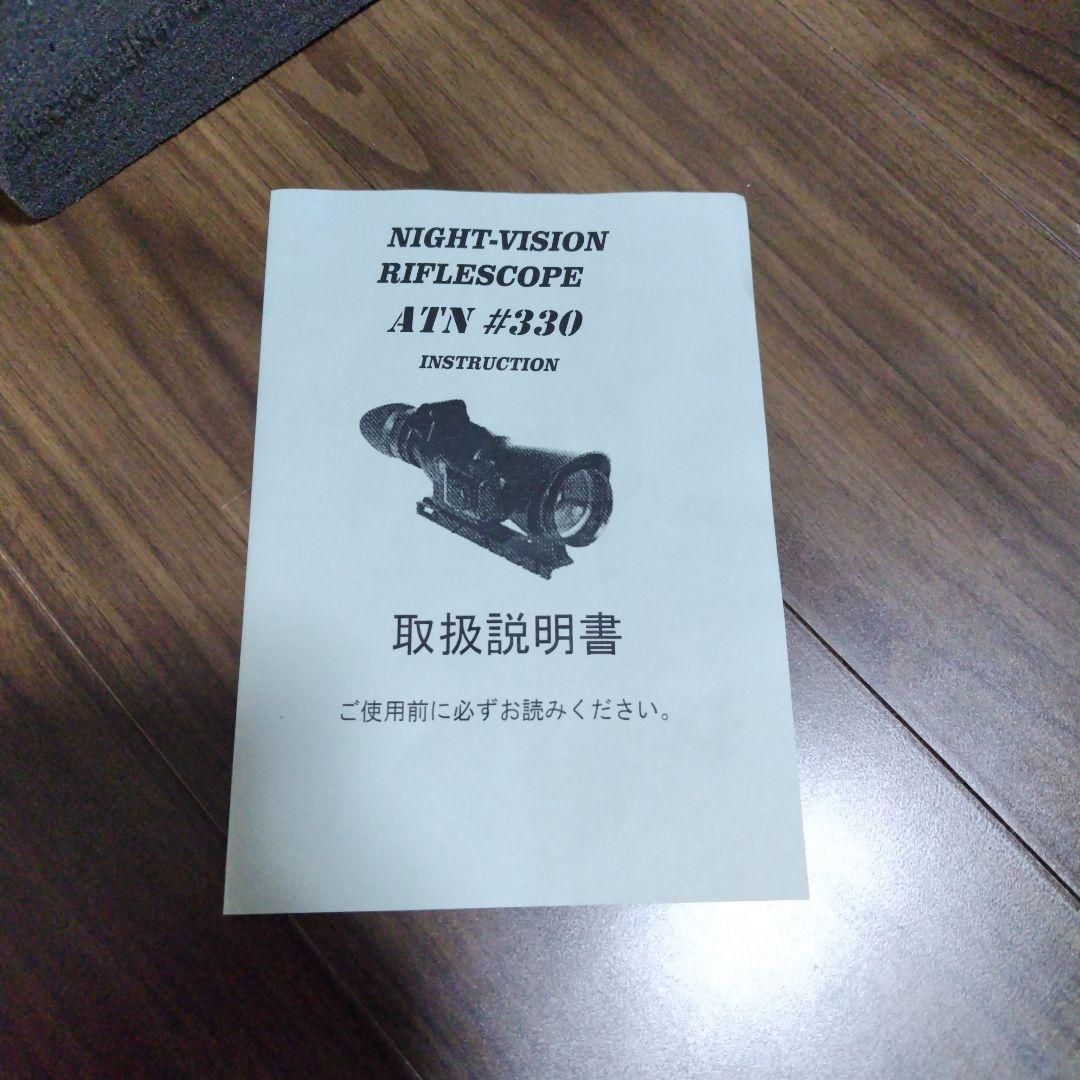 NIGHT-VISION
RIFLESCOPE
ATN #330
INSTRUCTION
取扱説明書
ご使用前に必ずお読みください。